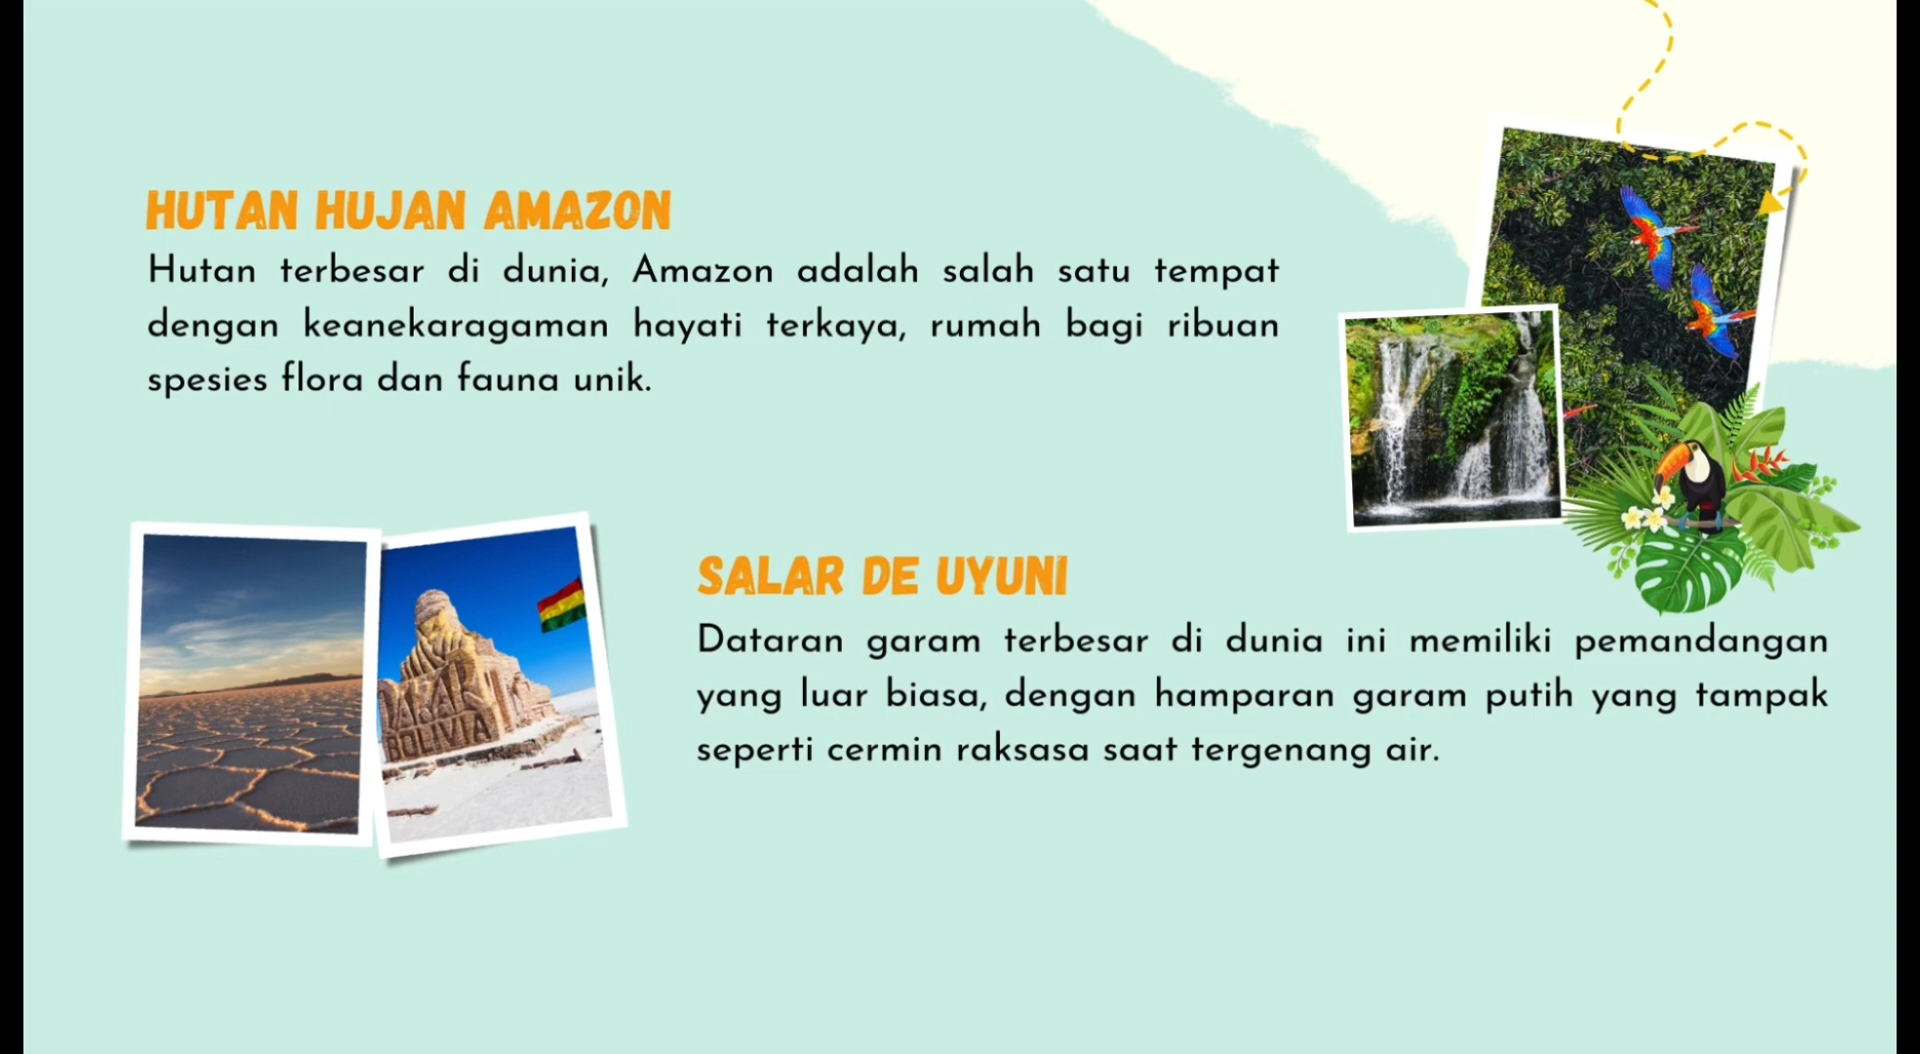 HUTAN HUJAN AMAZON
Hutan terbesar di dunia, Amazon adalah salah satu tempat
dengan keanekaragaman hayati terkaya, rumah bagi ribuan
spesies flora dan fauna unik.
DAKAR
BOLIVIA
SALAR DE UYUNI
Dataran garam terbesar di dunia ini memiliki pemandangan
yang luar biasa, dengan hamparan garam putih yang tampak
seperti cermin raksasa saat tergenang air.